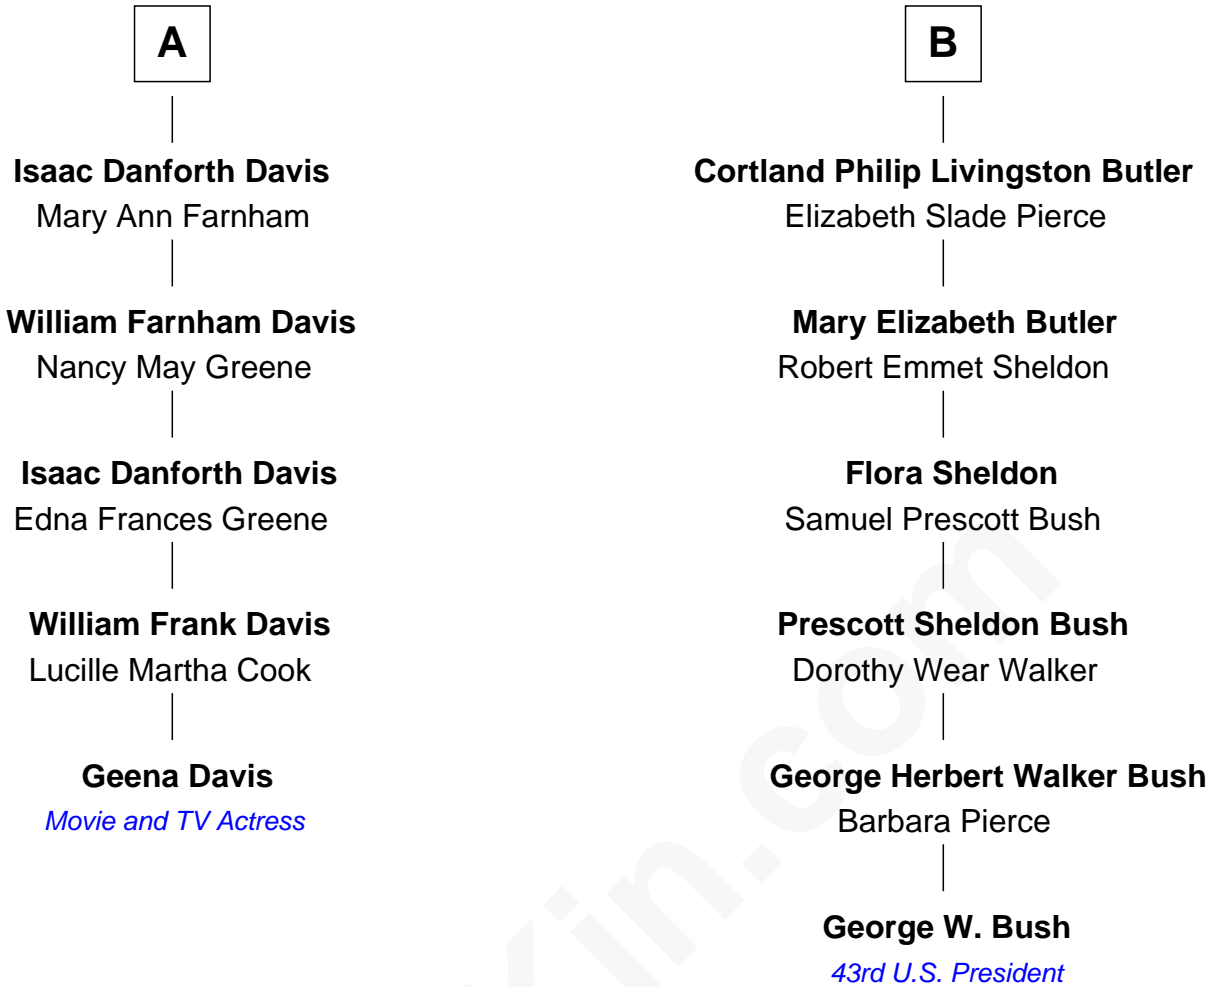 A
Isaac Danforth Davis
Mary Ann Farnham
William Farnham Davis
Nancy May Greene
Isaac Danforth Davis
Edna Frances Greene
William Frank Davis
Lucille Martha Cook
Geena Davis
Movie and TV Actress
B
Cortland Philip Livingston Butler
Elizabeth Slade Pierce
Mary Elizabeth Butler
Robert Emmet Sheldon
Flora Sheldon
Samuel Prescott Bush
Prescott Sheldon Bush
Dorothy Wear Walker
George Herbert Walker Bush
Barbara Pierce
George W. Bush
43rd U.S. President
Kin.com